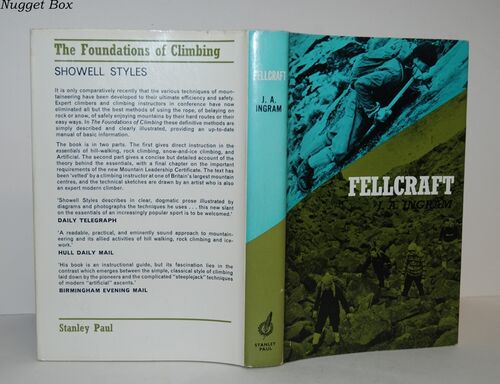 Nugget Box
The Foundations of Climbing
SHOWELL STYLES
It is only comparatively recently that the various techniques of moun-
taineering have been developed to their ultimate efficiency and safety.
Expert climbers and climbing instructors in conference have now
eliminated all but the best methods of using the rope, of belaying on
rock or snow, of safely enjoying mountains by their hard routes or their
easy ways. In The Foundations of Climbing these definitive methods are
simply described and clearly illustrated, providing an up-to-date
manual of basic information.
The book is in two parts. The first gives direct instruction in the
essentials of hill-walking, rock climbing, snow-and-ice climbing, and
Artificial. The second part gives a concise but detailed account of the
theory behind the essentials, with a final chapter on the important
requirements of the new Mountain Leadership Certificate. The text has
been 'vetted' by a climbing instructor at one of Britain's largest mountain
centres, and the technical sketches are drawn by an artist who is also
an expert modern climber.
'Showell Styles describes in clear, dogmatic prose illustrated by
diagrams and photographs the techniques he uses . . . this new slant
on the essentials of an increasingly popular sport is to be welcomed.'
DAILY TELEGRAPH
'A readable, practical, and eminently sound approach to mountain-
eering and its allied activities of hill walking, rock climbing and ice-
work.'
HULL DAILY MAIL
'His book is an instructional guide, but its fascination lies in the
contrast which emerges between the simple, classical style of climbing
laid down by the pioneers and the complicated "steeplejack" techniques
of modern "artificial" ascents.'
BIRMINGHAM EVENING MAIL
Stanley Paul
FELLCRAFT
J. A.
INGRAM
STANLEY
PAUL
FELLCRAFT
J. A. INGRAM